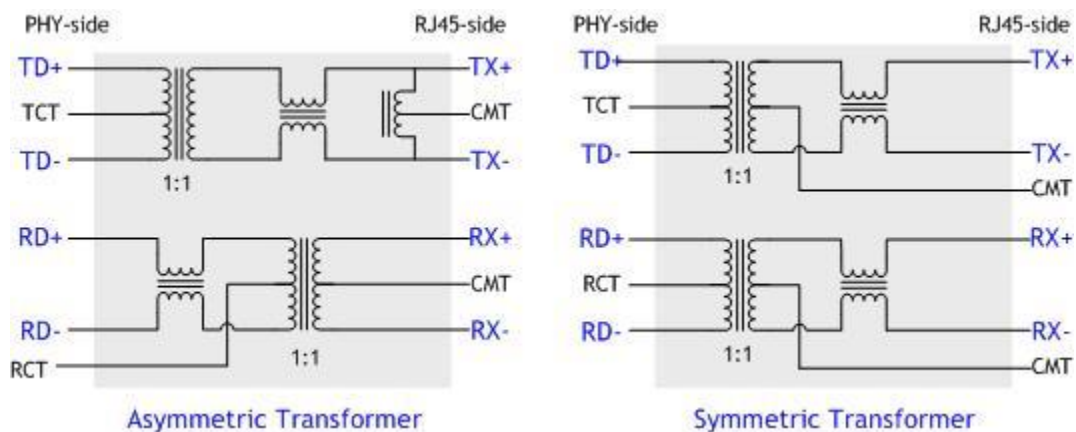 PHY-side RJ45-side
TD+ TX+
TCT CMT
TD- TX-
1:1
RD+ RX+
CMT
RD- RX-
RCT
1:1
Asymmetric Transformer
PHY-side RJ45-side
TD+ TX+
TCT
TD- TX-
1:1
CMT
RD+ RX+
RCT
RD- RX-
1:1
CMT
Symmetric Transformer